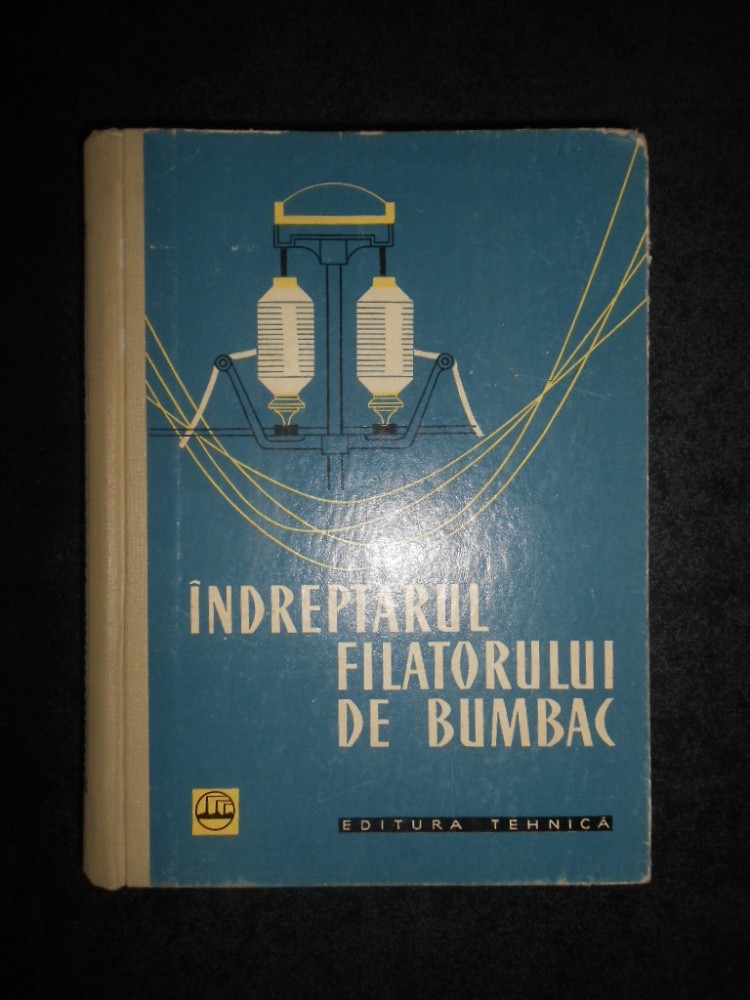 ÎNDREPTARUL
FILATORULUI
DE BUMBAC
EDITURA TEHNICĂ